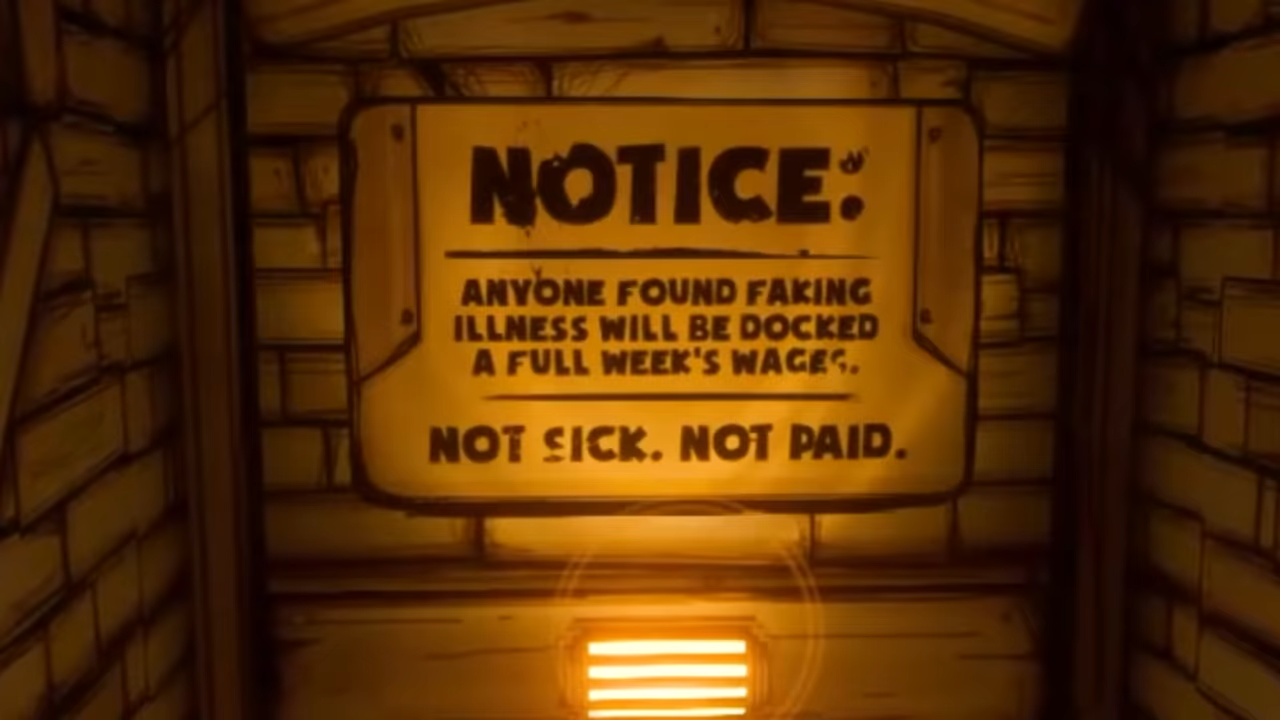 NOTICE:
ANYONE FOUND FAKING
ILLNESS WILL BE DOCKED
A FULL WEEK'S WAGES.
NOT SICK. NOT PAID.